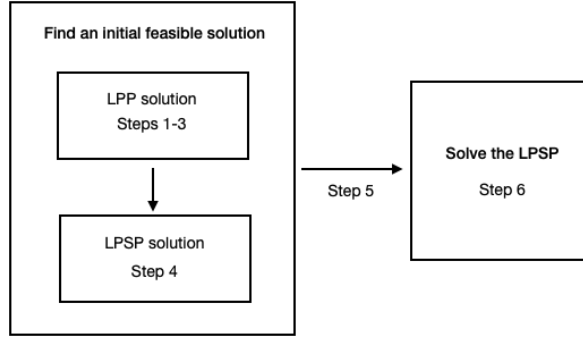 Find an initial feasible solution
LPP solution
Steps 1-3
LPSP solution
Step 4
Step 5
Solve the LPSP
Step 6